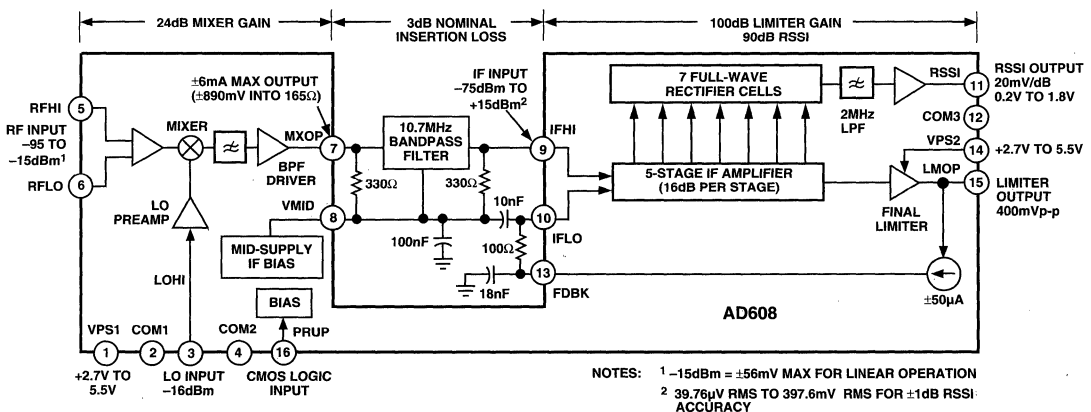 24dB MIXER GAIN
3dB NOMINAL
INSERTION LOSS
100dB LIMITER GAIN
90dB RSSI
±6mA MAX OUTPUT
(±890mV INTO 165Ω)
IF INPUT
–75dBm TO
+15dBm²
7 FULL-WAVE
RECTIFIER CELLS
2MHz
LPF
RSSI
11
RSSI OUTPUT
20mV/dB
0.2V TO 1.8V
COM3
12
VPS2
14
+2.7V TO 5.5V
RFHI
5
RF INPUT
–95 TO
–15dBm¹
RFLO
6
MIXER
MXOP
7
BPF
DRIVER
10.7MHz
BANDPASS
FILTER
IFHI
9
330Ω
330Ω
5-STAGE IF AMPLIFIER
(16dB PER STAGE)
LMOP
15
LIMITER
OUTPUT
400mVp-p
FINAL
LIMITER
LO
PREAMP
VMID
8
10nF
10
IFLO
MID-SUPPLY
IF BIAS
100nF
100Ω
13
FDBK
18nF
±50µA
LOHI
BIAS
PRUP
AD608
VPS1
COM1
COM2
1
2
3
4
16
+2.7V TO
5.5V
LO INPUT
–16dBm
CMOS LOGIC
INPUT
NOTES: ¹ –15dBm = ±56mV MAX FOR LINEAR OPERATION
² 39.76µV RMS TO 397.6mV RMS FOR ±1dB RSSI
ACCURACY